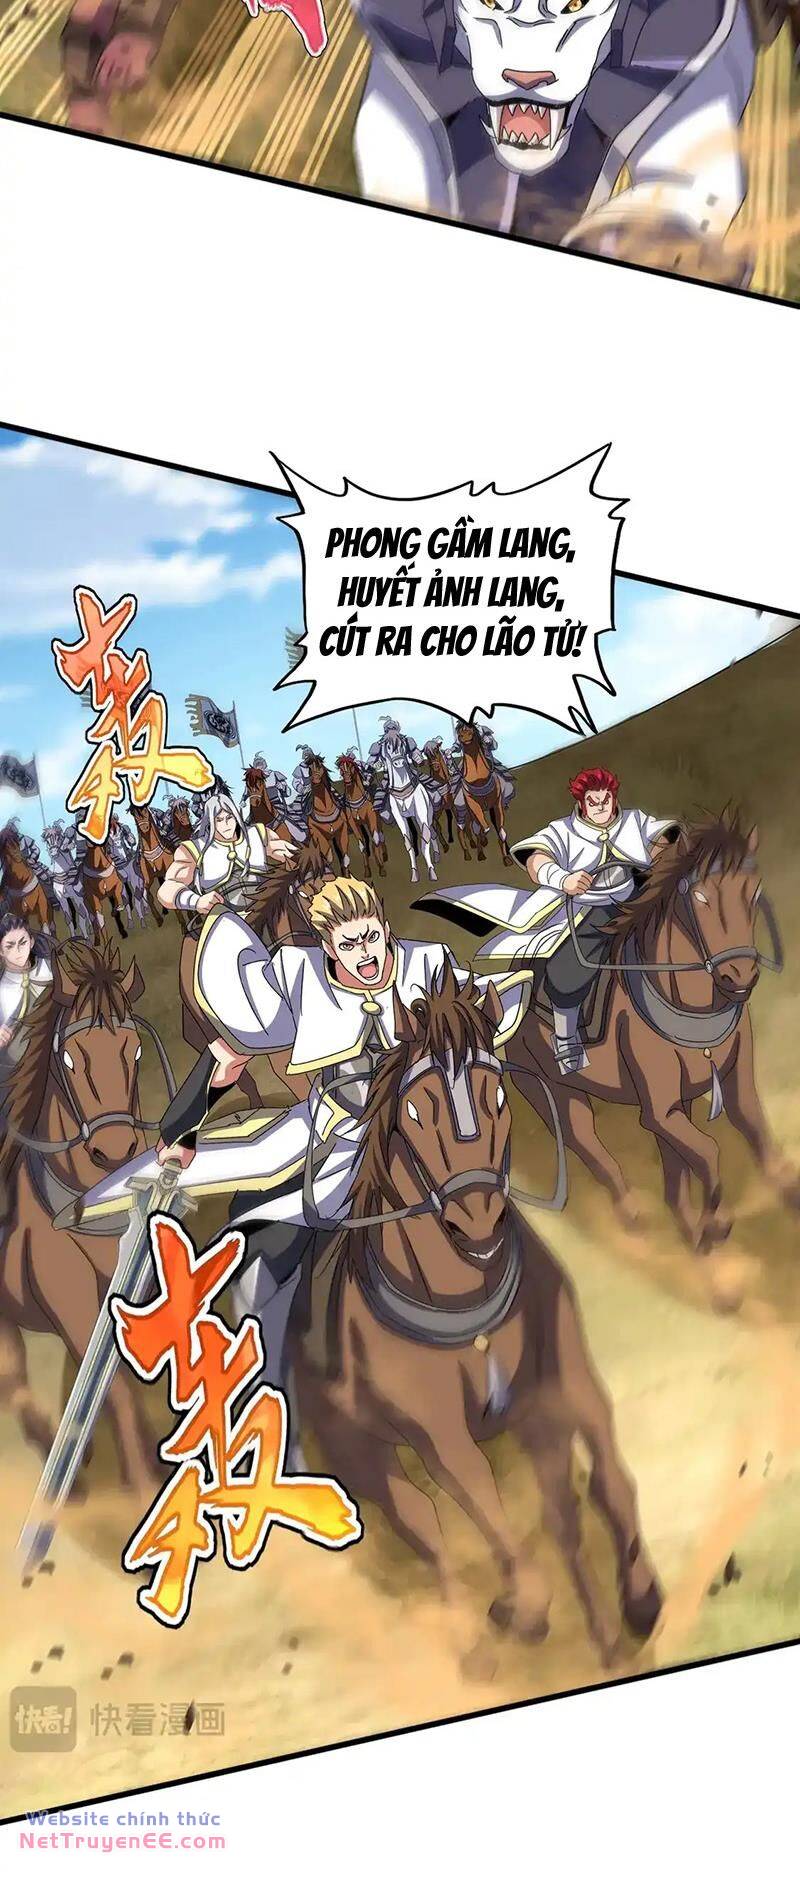 PHONG GẦM LANG,
HUYẾT ẢNH LANG,
CÚT RA CHO LÃO TỬ!
杀
杀
快看! 快看漫画
Website chính thức
NetTruyenEE.com